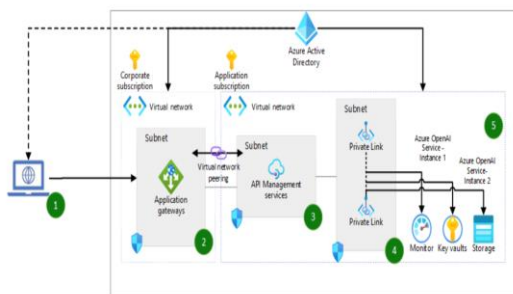 Azure Active
Directory
Corporate
subscription
Virtual network
Application
subscription
Virtual network
Subnet
Application
gateways
Virtual network
peering
Subnet
API Management
services
Subnet
Private Link
Private Link
Azure OpenAI
Service -
Instance 1
Azure OpenAI
Service-
Instance 2
Monitor
Key vaults
Storage
1
2
3
4
5